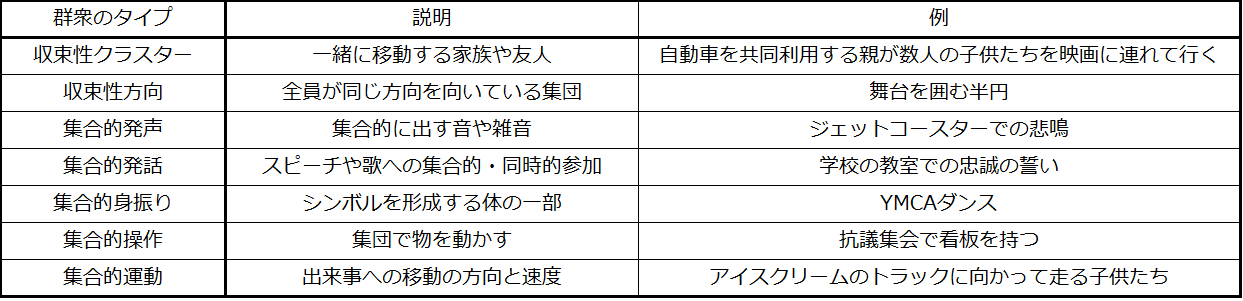 群衆のタイプ 説明 例
収束性クラスター 一緒に移動する家族や友人 自動車を共同利用する親が数人の子供たちを映画に連れて行く
収束性方向 全員が同じ方向を向いている集団 舞台を囲む半円
集合的発声 集合的に出す音や雑音 ジェットコースターでの悲鳴
集合的発話 スピーチや歌への集合的・同時的参加 学校の教室での忠誠の誓い
集合的身振り シンボルを形成する体の一部 YMCAダンス
集合的操作 集団で物を動かす 抗議集会で看板を持つ
集合的運動 出来事への移動の方向と速度 アイスクリームのトラックに向かって走る子供たち